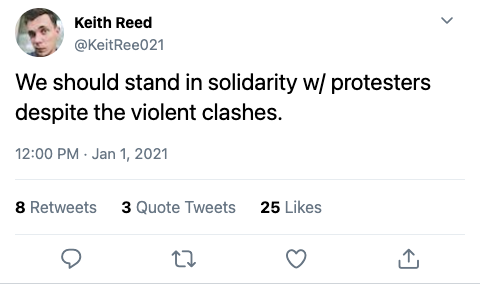 Keith Reed
@KeitRee021
We should stand in solidarity w/ protesters
despite the violent clashes.
12:00 PM · Jan 1, 2021
8 Retweets 3 Quote Tweets 25 Likes